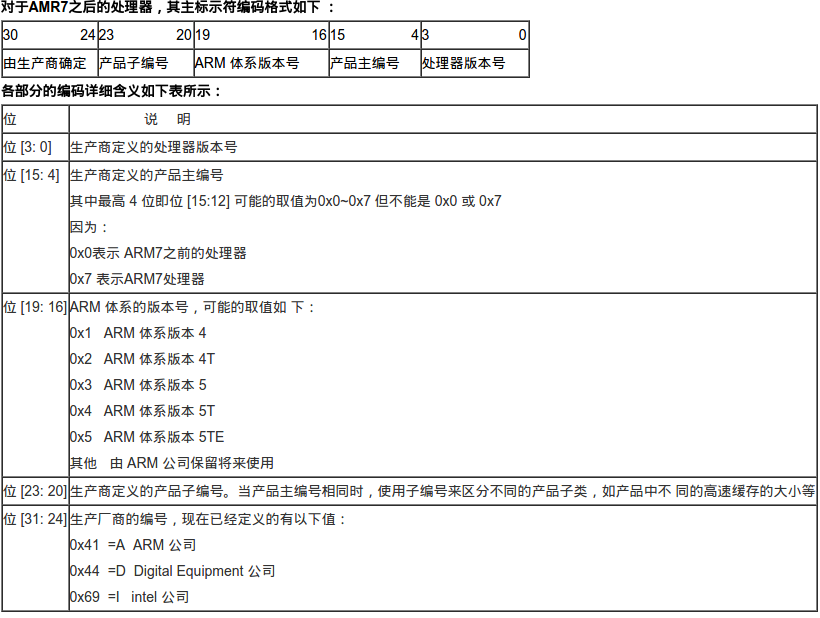 对于AMR7之后的处理器，其主标示符编码格式如下 ：
30 24 23 20 19 16 15 4 3 0
由生产商确定 产品子编号 ARM 体系版本号 产品主编号 处理器版本号
各部分的编码详细含义如下表所示：
位 说 明
位 [3: 0] 生产商定义的处理器版本号
位 [15: 4] 生产商定义的产品主编号
其中最高 4 位即位 [15:12] 可能的取值为0x0~0x7 但不能是 0x0 或 0x7
因为：
0x0表示 ARM7之前的处理器
0x7 表示ARM7处理器
位 [19: 16] ARM 体系的版本号，可能的取值如 下：
0x1 ARM 体系版本 4
0x2 ARM 体系版本 4T
0x3 ARM 体系版本 5
0x4 ARM 体系版本 5T
0x5 ARM 体系版本 5TE
其他 由 ARM 公司保留将来使用
位 [23: 20] 生产商定义的产品子编号。当产品主编号相同时，使用子编号来区分不同的产品子类，如产品中不 同的高速缓存的大小等
位 [31: 24] 生产厂商的编号，现在已经定义的有以下值：
0x41 =A ARM 公司
0x44 =D Digital Equipment 公司
0x69 =I intel 公司